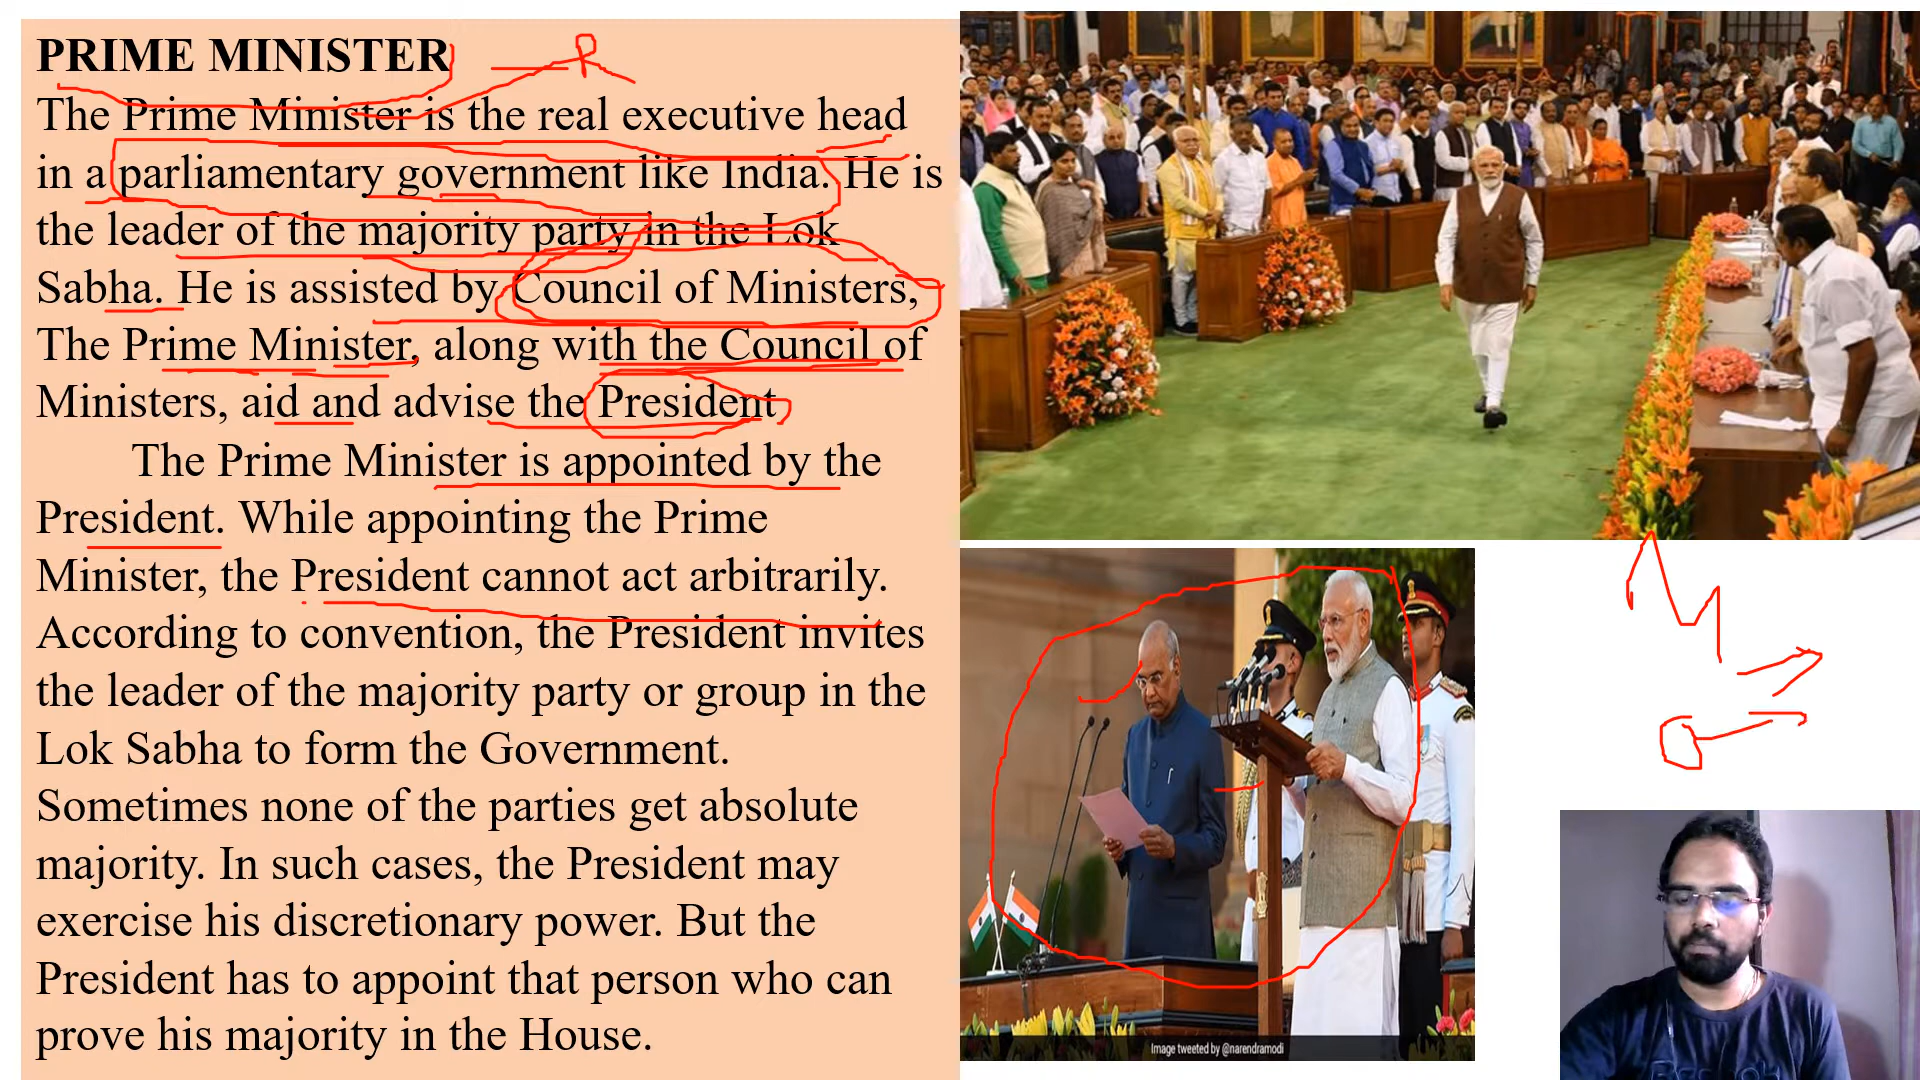 PRIME MINISTER
The Prime Minister is the real executive head
in a parliamentary government like India. He is
the leader of the majority party in the Lok
Sabha. He is assisted by Council of Ministers,
The Prime Minister, along with the Council of
Ministers, aid and advise the President
The Prime Minister is appointed by the
President. While appointing the Prime
Minister, the President cannot act arbitrarily.
According to convention, the President invites
the leader of the majority party or group in the
Lok Sabha to form the Government.
Sometimes none of the parties get absolute
majority. In such cases, the President may
exercise his discretionary power. But the
President has to appoint that person who can
prove his majority in the House.
Image tweeted by @narendramodi